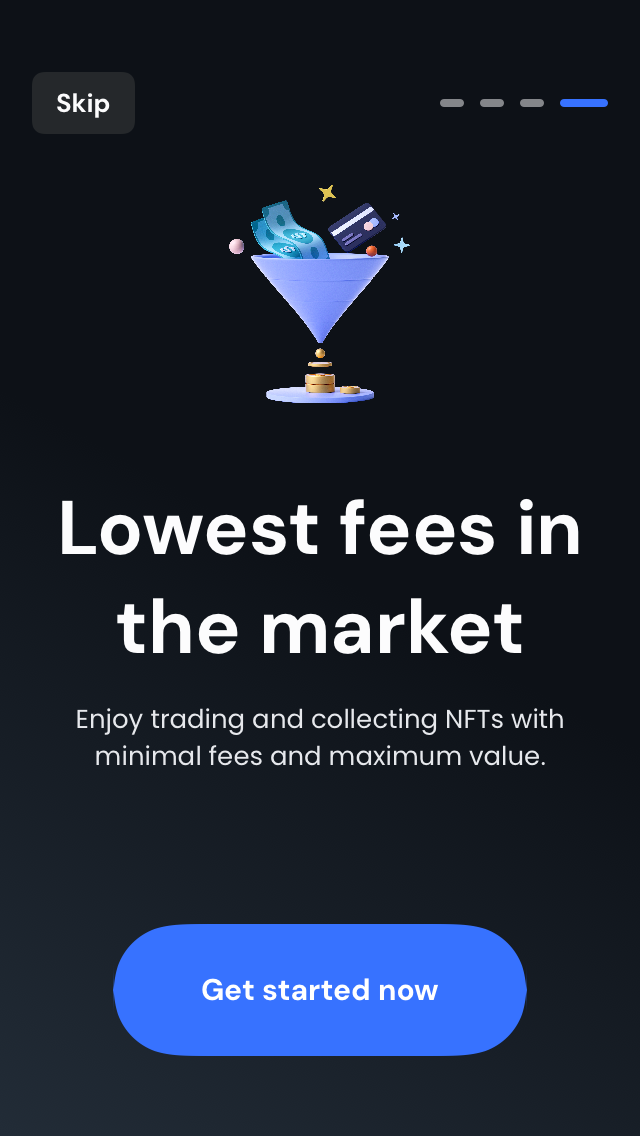 Skip
Lowest fees in
the market
Enjoy trading and collecting NFTs with
minimal fees and maximum value.
Get started now